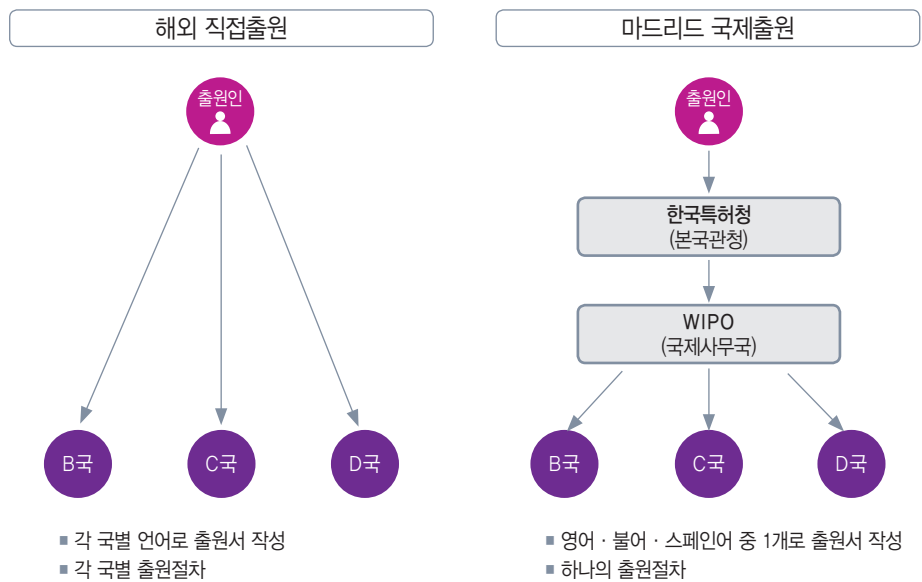 해외 직접출원
출원인
B국
C국
D국
■ 각 국별 언어로 출원서 작성
■ 각 국별 출원절차
마드리드 국제출원
출원인
한국특허청
(본국관청)
WIPO
(국제사무국)
B국
C국
D국
■ 영어 · 불어 · 스페인어 중 1개로 출원서 작성
■ 하나의 출원절차